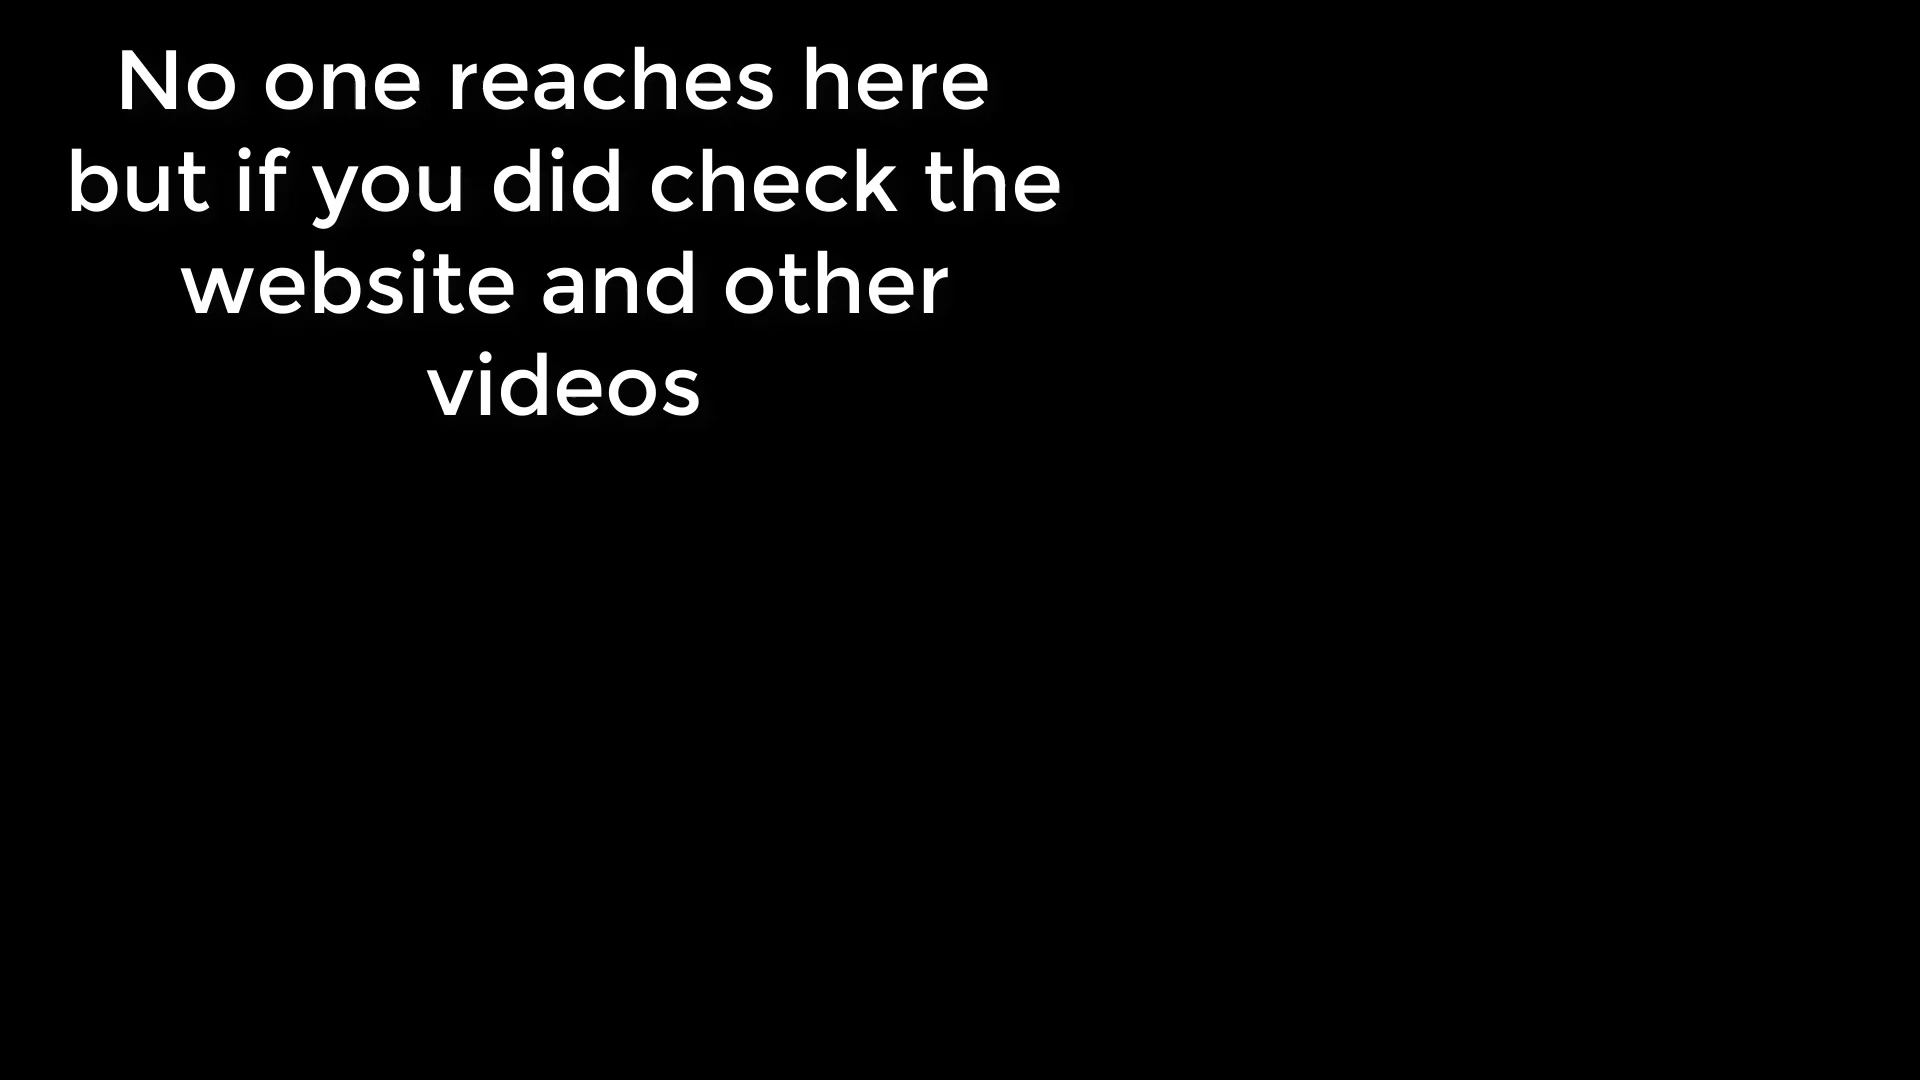 No one reaches here
but if you did check the
website and other
videos